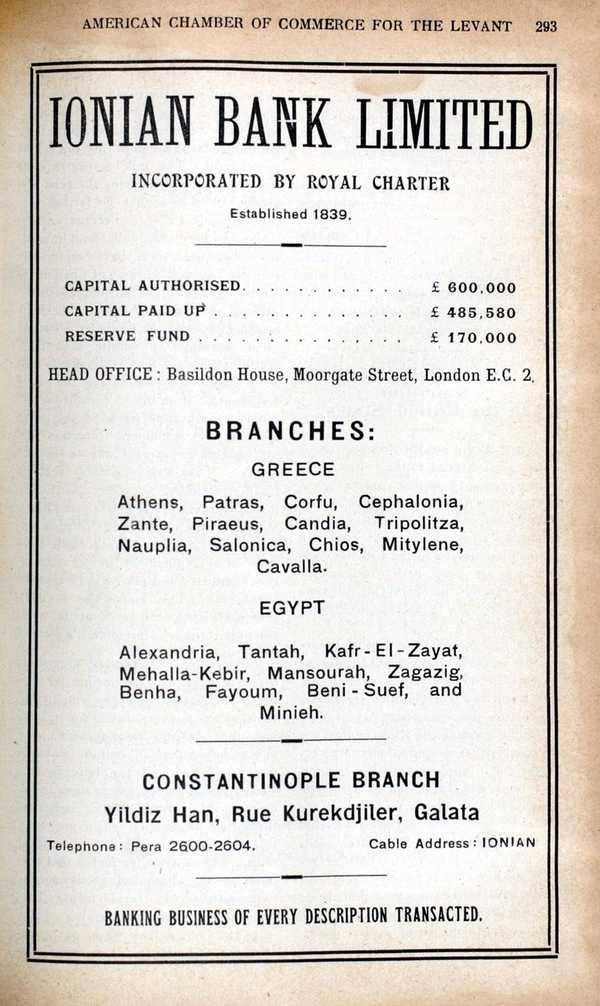 AMERICAN CHAMBER OF COMMERCE FOR THE LEVANT 293
IONIAN BANK LIMITED
INCORPORATED BY ROYAL CHARTER
Established 1839.
CAPITAL AUTHORISED. . . . . . . . . . . . £ 600,000
CAPITAL PAID UP . . . . . . . . . . . . . . £ 485,580
RESERVE FUND . . . . . . . . . . . . . . . £ 170,000
HEAD OFFICE : Basildon House, Moorgate Street, London E.C. 2.
BRANCHES:
GREECE
Athens, Patras, Corfu, Cephalonia,
Zante, Piraeus, Candia, Tripolitza,
Nauplia, Salonica, Chios, Mitylene,
Cavalla.
EGYPT
Alexandria, Tantah, Kafr-El-Zayat,
Mehalla-Kebir, Mansourah, Zagazig,
Benha, Fayoum, Beni-Suef, and
Minieh.
CONSTANTINOPLE BRANCH
Yildiz Han, Rue Kurekdjiler, Galata
Telephone: Pera 2600-2604. Cable Address: IONIAN
BANKING BUSINESS OF EVERY DESCRIPTION TRANSACTED.